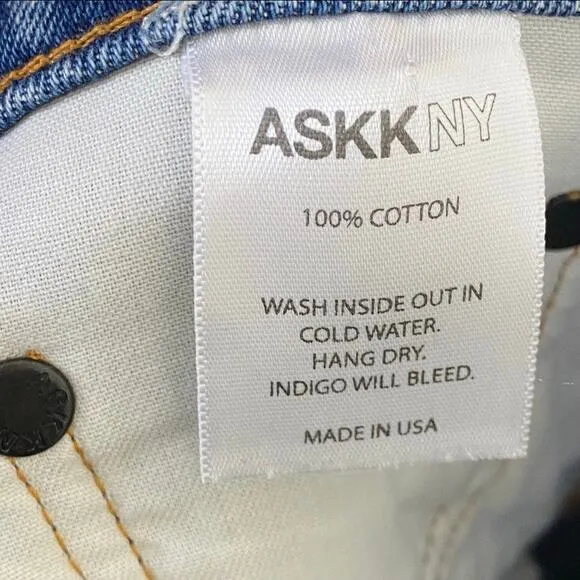 ASKK NY
100% COTTON
WASH INSIDE OUT IN
COLD WATER.
HANG DRY.
INDIGO WILL BLEED.
MADE IN USA